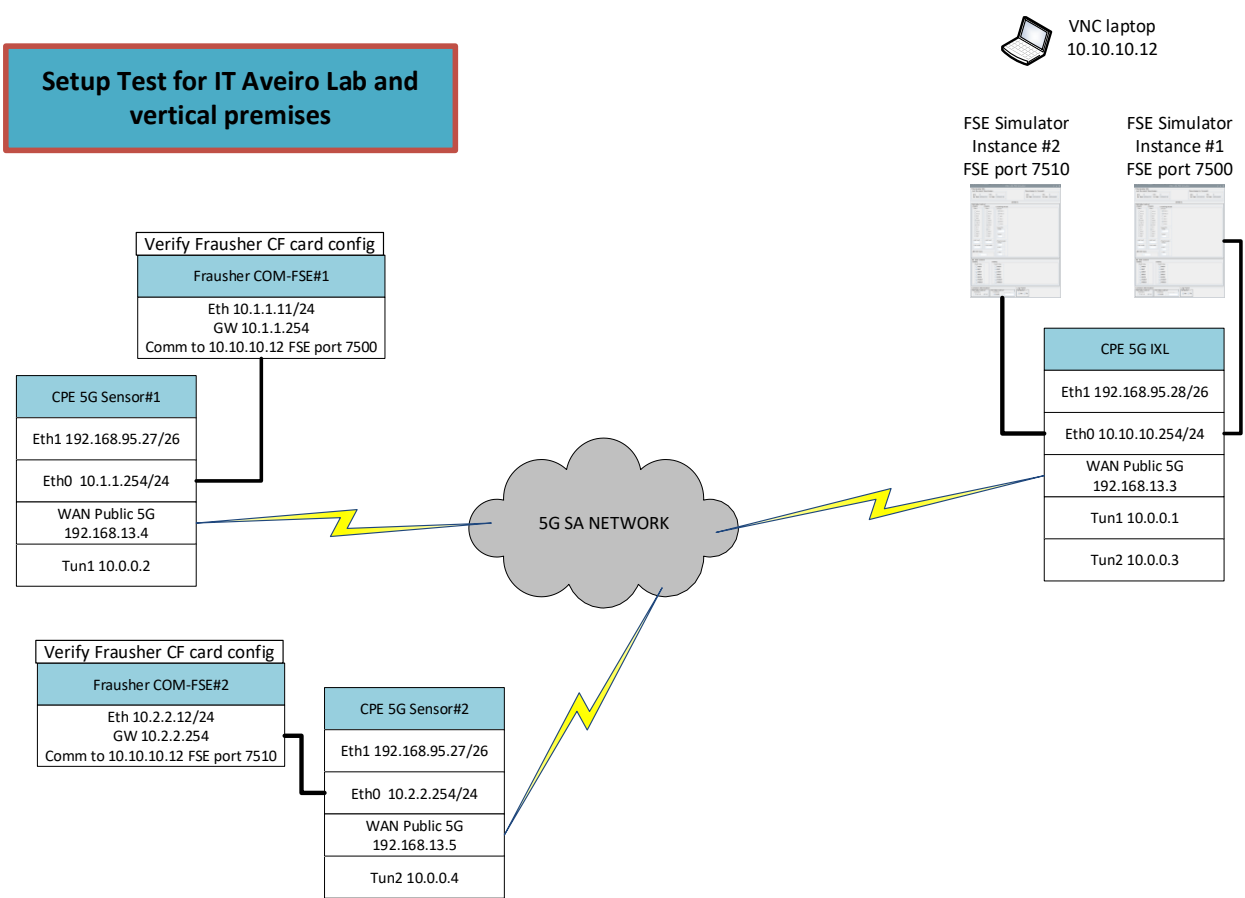 VNC laptop
10.10.10.12
Setup Test for IT Aveiro Lab and
vertical premises
FSE Simulator
Instance #2
FSE port 7510
FSE Simulator
Instance #1
FSE port 7500
Verify Frausher CF card config
Frausher COM-FSE#1
Eth 10.1.1.11/24
GW 10.1.1.254
Comm to 10.10.10.12 FSE port 7500
CPE 5G Sensor#1
Eth1 192.168.95.27/26
Eth0 10.1.1.254/24
WAN Public 5G
192.168.13.4
Tun1 10.0.0.2
5G SA NETWORK
CPE 5G IXL
Eth1 192.168.95.28/26
Eth0 10.10.10.254/24
WAN Public 5G
192.168.13.3
Tun1 10.0.0.1
Tun2 10.0.0.3
Verify Frausher CF card config
Frausher COM-FSE#2
Eth 10.2.2.12/24
GW 10.2.2.254
Comm to 10.10.10.12 FSE port 7510
CPE 5G Sensor#2
Eth1 192.168.95.27/26
Eth0 10.2.2.254/24
WAN Public 5G
192.168.13.5
Tun2 10.0.0.4